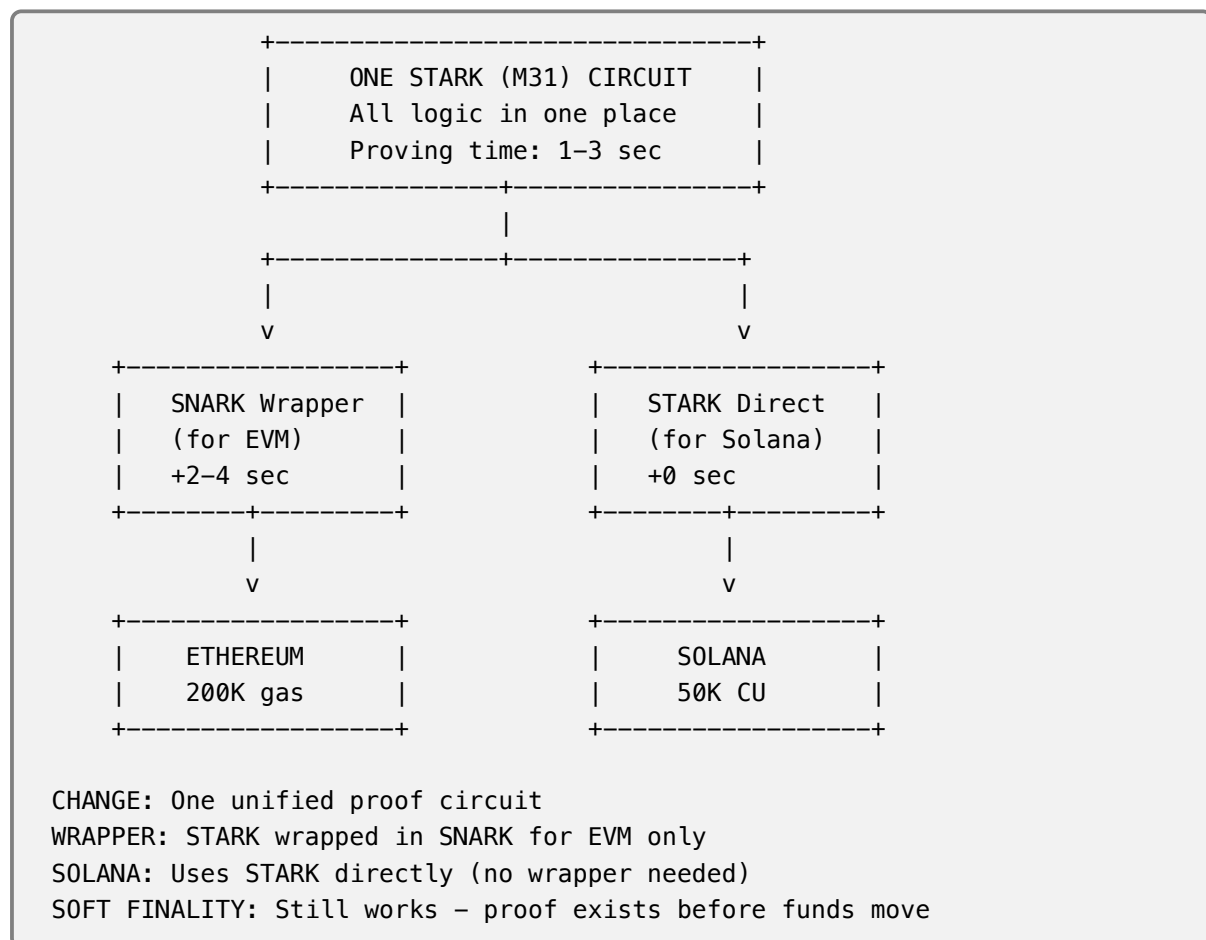 ONE STARK (M31) CIRCUIT
All logic in one place
Proving time: 1-3 sec
SNARK Wrapper STARK Direct
(for EVM) (for Solana)
+2-4 sec +0 sec
ETHEREUM SOLANA
200K gas 50K CU
CHANGE: One unified proof circuit
WRAPPER: STARK wrapped in SNARK for EVM only
SOLANA: Uses STARK directly (no wrapper needed)
SOFT FINALITY: Still works - proof exists before funds move